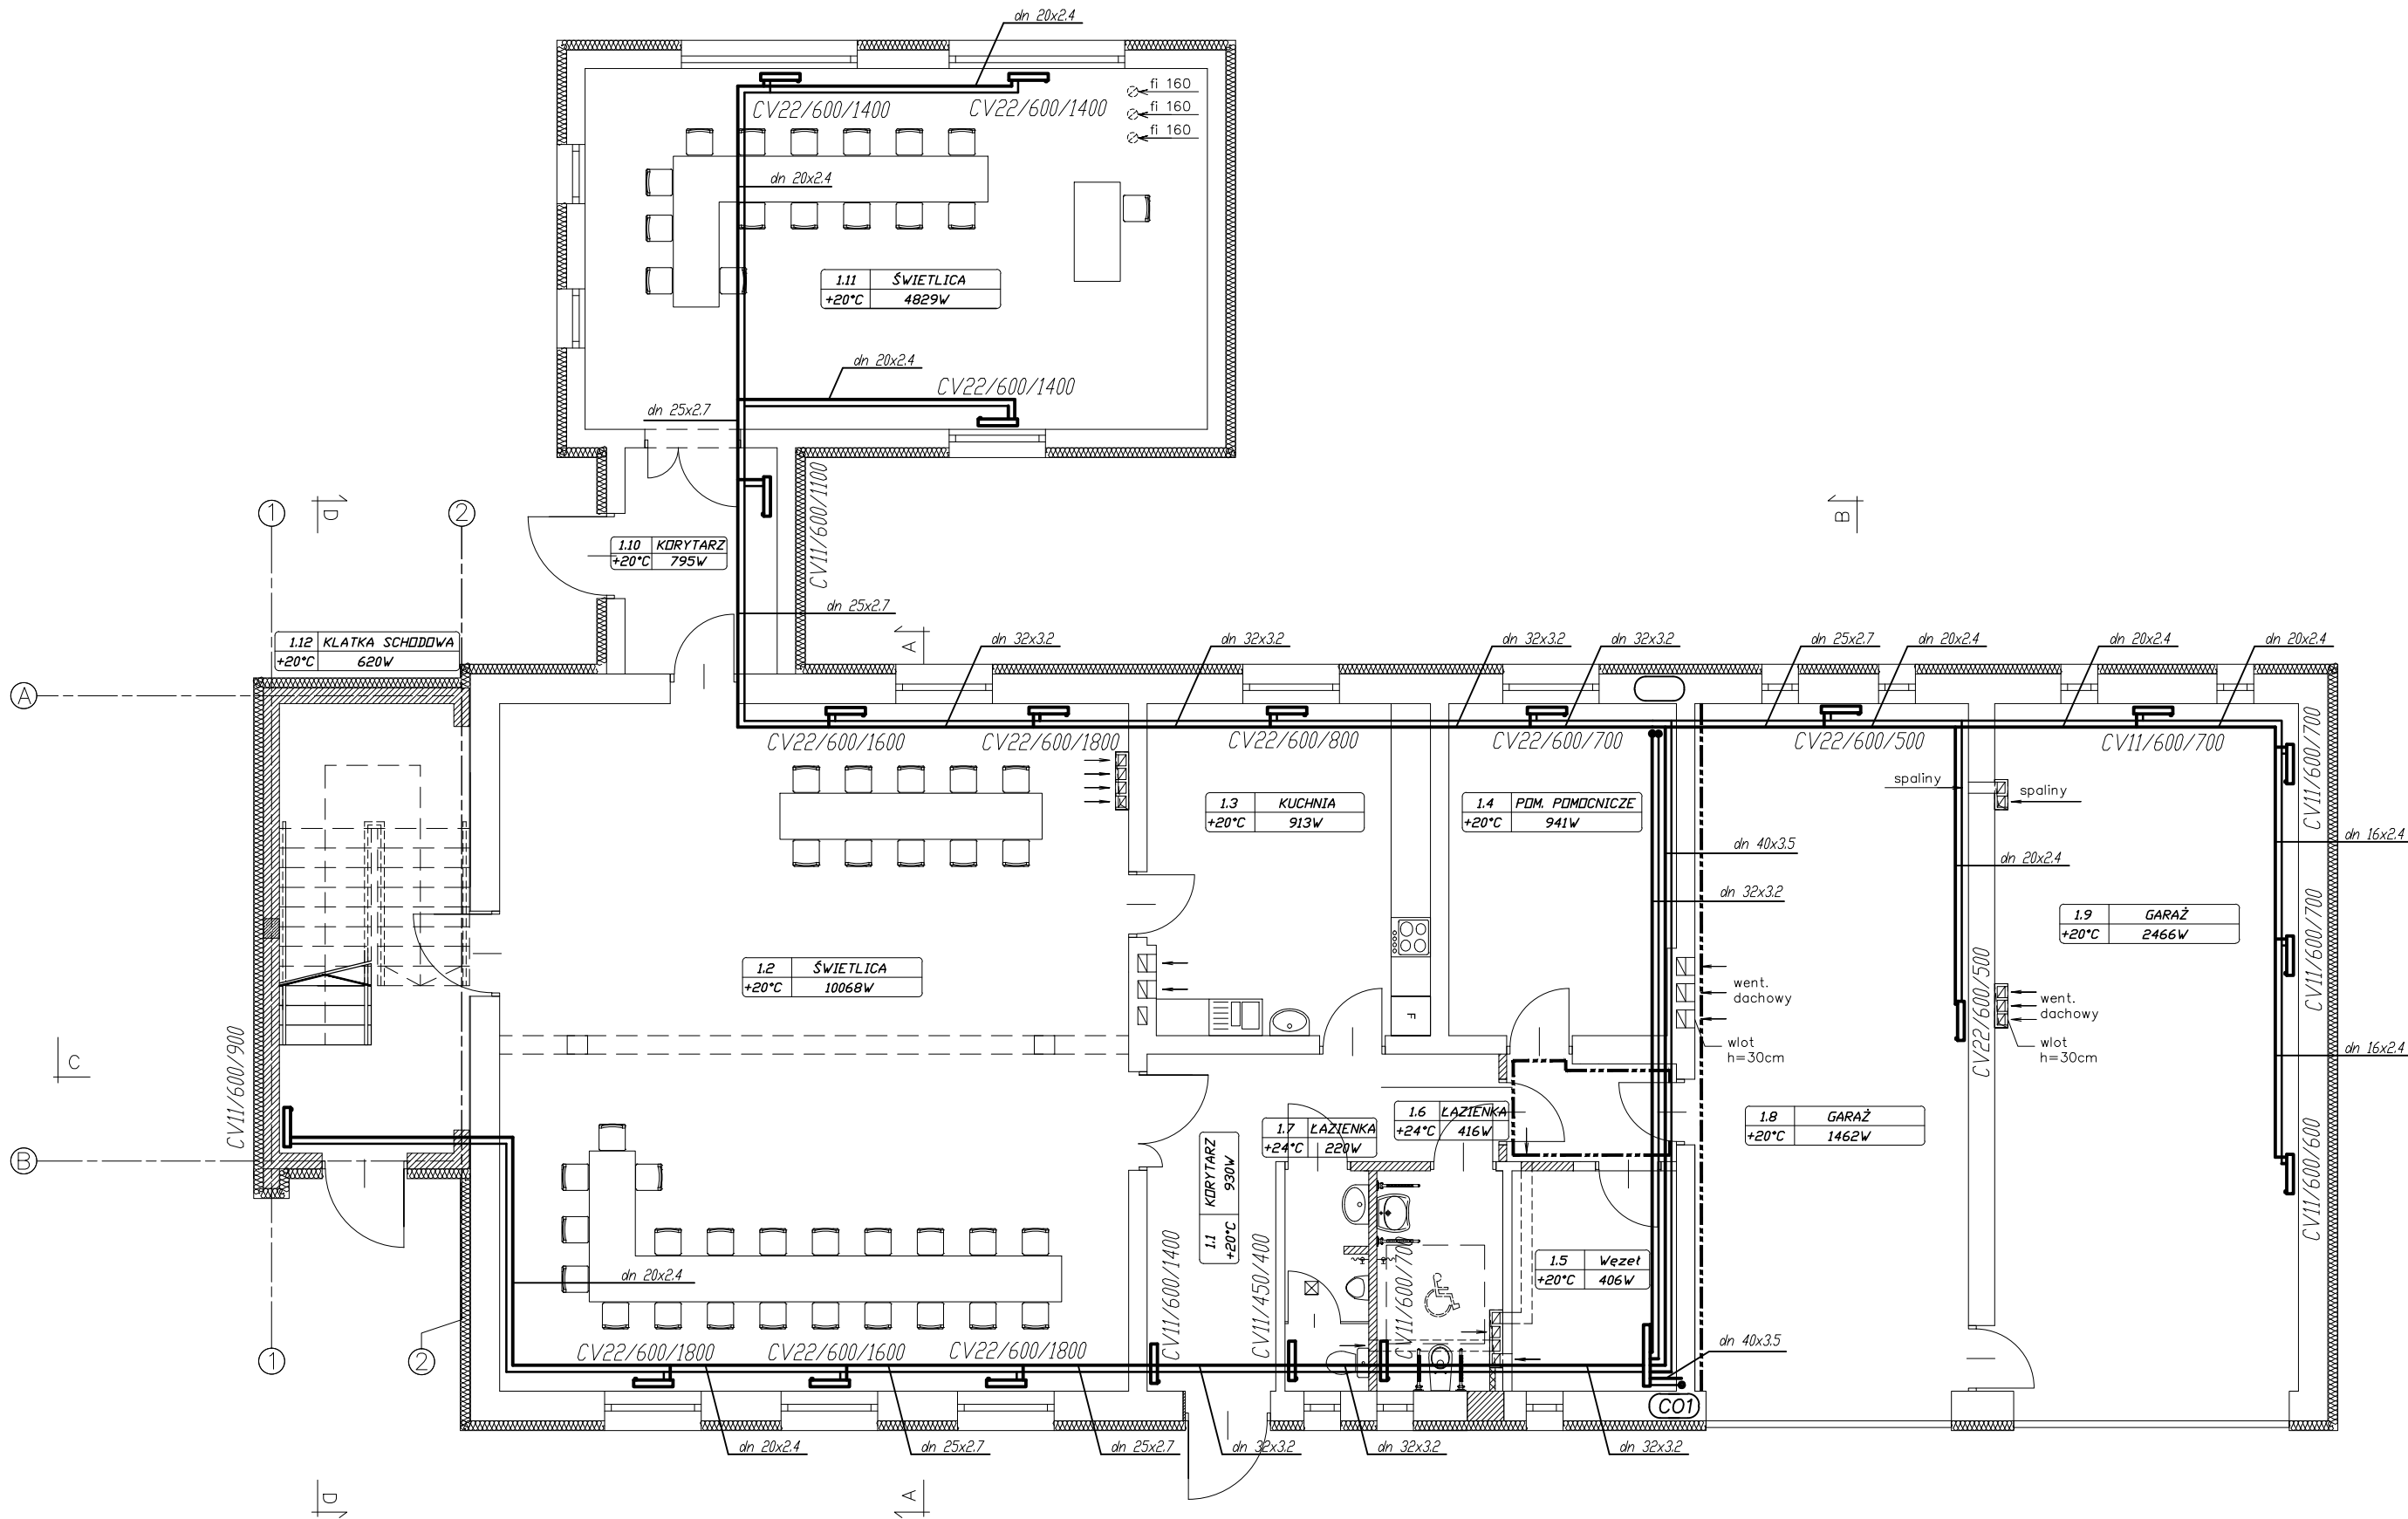 dn 20x2.4
fi 160
fi 160
fi 160
CV22/600/1400
CV22/600/1400
dn 20x2.4
1.11 ŚWIETLICA
+20°C 4829W
dn 20x2.4
CV22/600/1400
dn 25x2.7
CV11/600/1100
1
D
2
B
1.10 KORYTARZ
+20°C 795W
dn 25x2.7
1.12 KLATKA SCHODOWA
+20°C 620W
A
dn 32x3.2
dn 32x3.2
dn 32x3.2
dn 32x3.2
dn 25x2.7
dn 20x2.4
dn 20x2.4
dn 20x2.4
A
CV22/600/1600
CV22/600/1800
CV22/600/800
CV22/600/700
CV22/600/500
CV11/600/700
CV11/600/700
spaliny
spaliny
1.3 KUCHNIA
+20°C 913W
1.4 POM. POMOCNICZE
+20°C 941W
dn 40x3.5
dn 16x2.4
dn 20x2.4
dn 32x3.2
1.9 GARAŻ
+20°C 2466W
CV11/600/700
1.2 ŚWIETLICA
+20°C 10068W
CV22/600/500
went.
dachowy
went.
dachowy
F
wlot
h=30cm
wlot
h=30cm
dn 16x2.4
C
CV11/600/900
1.7 ŁAZIENKA
+24°C 220W
1.6 ŁAZIENKA
+24°C 416W
1.8 GARAŻ
+20°C 1462W
CV11/600/600
B
1.1 KORYTARZ
+20°C 930W
1.5 Węzeł
+20°C 406W
dn 20x2.4
CV11/600/1400
CV11/450/400
CV11/600/700
dn 40x3.5
1
2
CV22/600/1800
CV22/600/1600
CV22/600/1800
CO1
dn 20x2.4
dn 25x2.7
dn 25x2.7
dn 32x3.2
dn 32x3.2
dn 32x3.2
D
A